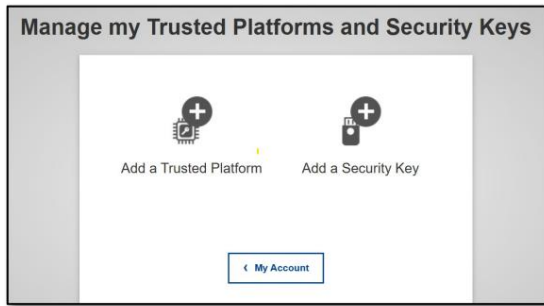 Manage my Trusted Platforms and Security Keys
Add a Trusted Platform
Add a Security Key
‹ My Account